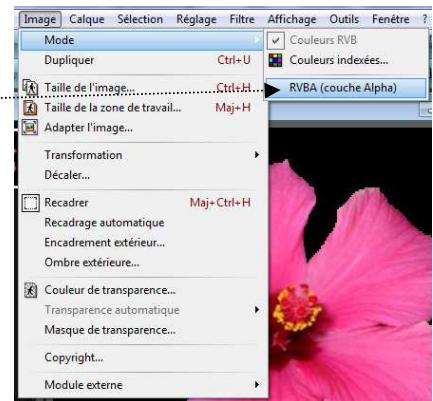 Image Calque Sélection Réglage Filtre Affichage Outils Fenêtre ?
Mode
Dupliquer Ctrl+U
Taille de l'image... Ctrl+H
Taille de la zone de travail... Maj+H
Adapter l'image...
Transformation
Décaler...
Recadrer Maj+Ctrl+H
Recadrage automatique
Encadrement extérieur...
Ombre extérieure...
Couleur de transparence...
Transparence automatique
Masque de transparence...
Copyright...
Module externe
Couleurs RVB
Couleurs indexées...
RVBA (couche Alpha)